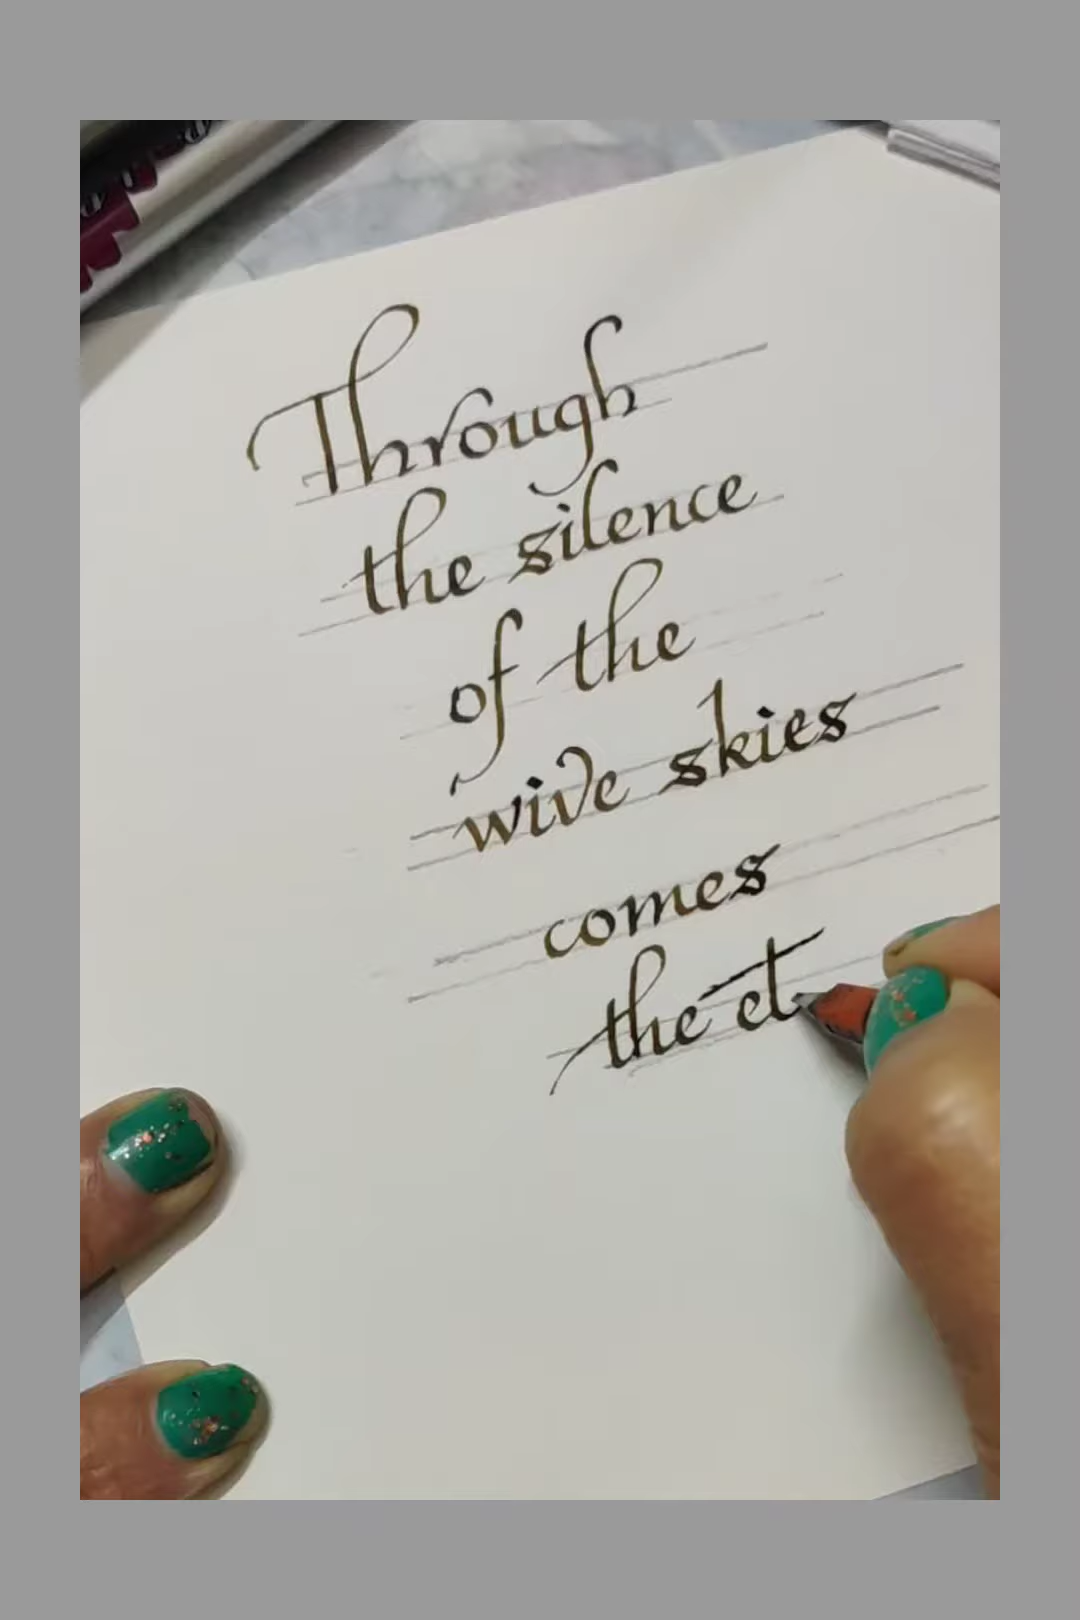 Through
the silence
of the
wive skies
comes
the et